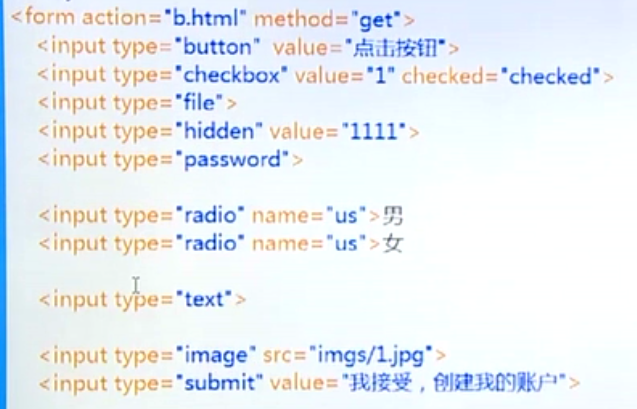 <form action="b.html" method="get">
<input type="button" value="点击按钮">
<input type="checkbox" value="1" checked="checked">
<input type="file">
<input type="hidden" value="1111">
<input type="password">
<input type="radio" name="us">男
<input type="radio" name="us">女
<input type="text">
<input type="image" src="imgs/1.jpg">
<input type="submit" value="我接受，创建我的账户">